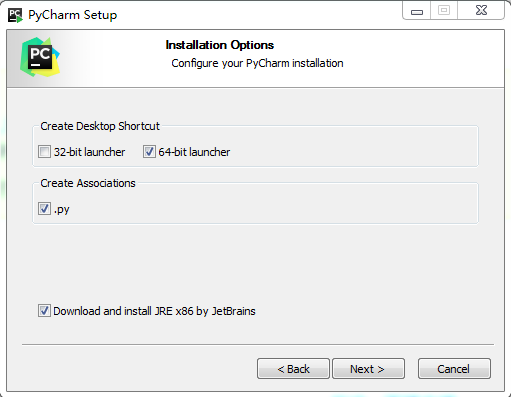 PC PyCharm Setup
PC
Installation Options
Configure your PyCharm installation
Create Desktop Shortcut
32-bit launcher 64-bit launcher
Create Associations
.py
Download and install JRE x86 by JetBrains
< Back Next > Cancel